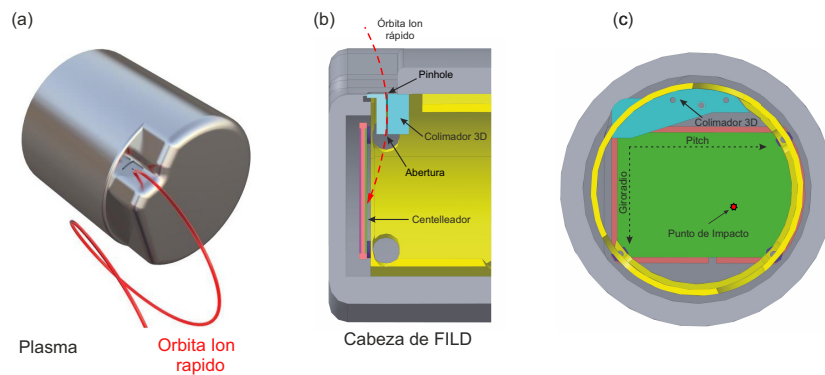 (a)
Plasma
Orbita Ion
rapido
(b)
Órbita Ion
rápido
Pinhole
Colimador 3D
Abertura
Centelleador
Cabeza de FILD
(c)
Colimador 3D
Pitch
Giroradio
Punto de Impacto